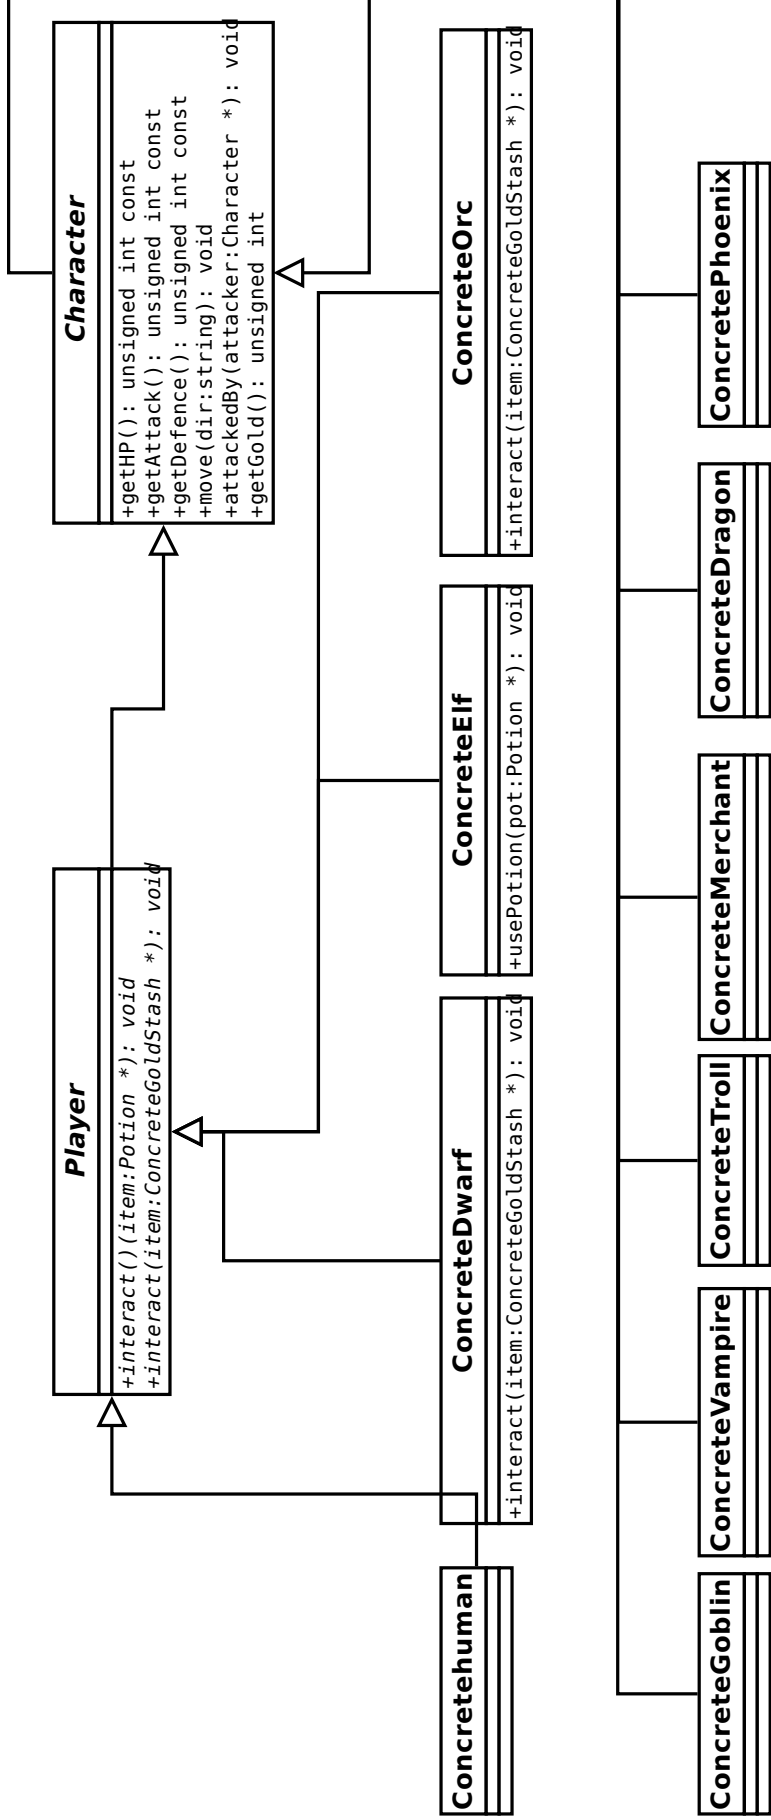 Character
+getHP(): unsigned int const
+getAttack(): unsigned int const
+getDefence(): unsigned int const
+move(dir:string): void
+attackedBy(attacker:Character *): void
+getGold(): unsigned int
Player
+interact()(item:Potion *): void
+interact(item:ConcreteGoldStash *): void
Concretehuman
ConcreteDwarf
+interact(item:ConcreteGoldStash *): void
ConcreteElf
+usePotion(pot:Potion *): void
ConcreteOrc
+interact(item:ConcreteGoldStash *): void
ConcreteGoblin
ConcreteVampire
ConcreteTroll
ConcreteMerchant
ConcreteDragon
ConcretePhoenix